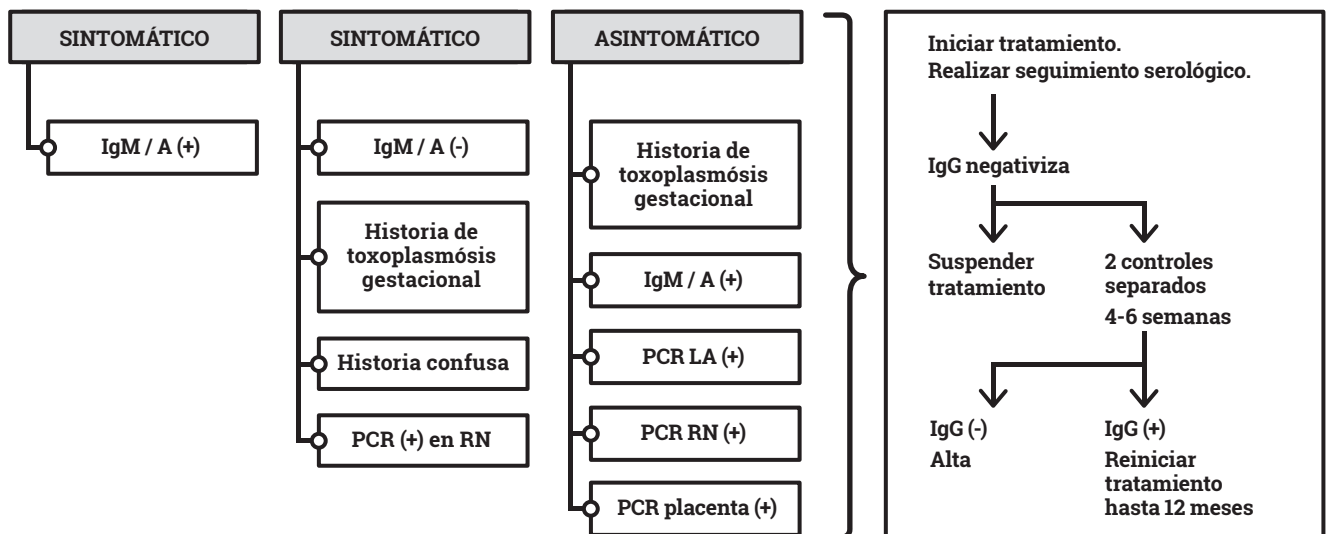 SINTOMÁTICO
IgM / A (+)
SINTOMÁTICO
IgM / A (-)
Historia de
toxoplasmósis
gestacional
Historia confusa
PCR (+) en RN
ASINTOMÁTICO
Historia de
toxoplasmósis
gestacional
IgM / A (+)
PCR LA (+)
PCR RN (+)
PCR placenta (+)
Iniciar tratamiento.
Realizar seguimiento serológico.
IgG negativiza
Suspender
tratamiento
2 controles
separados
4-6 semanas
IgG (-)
Alta
IgG (+)
Reiniciar
tratamiento
hasta 12 meses